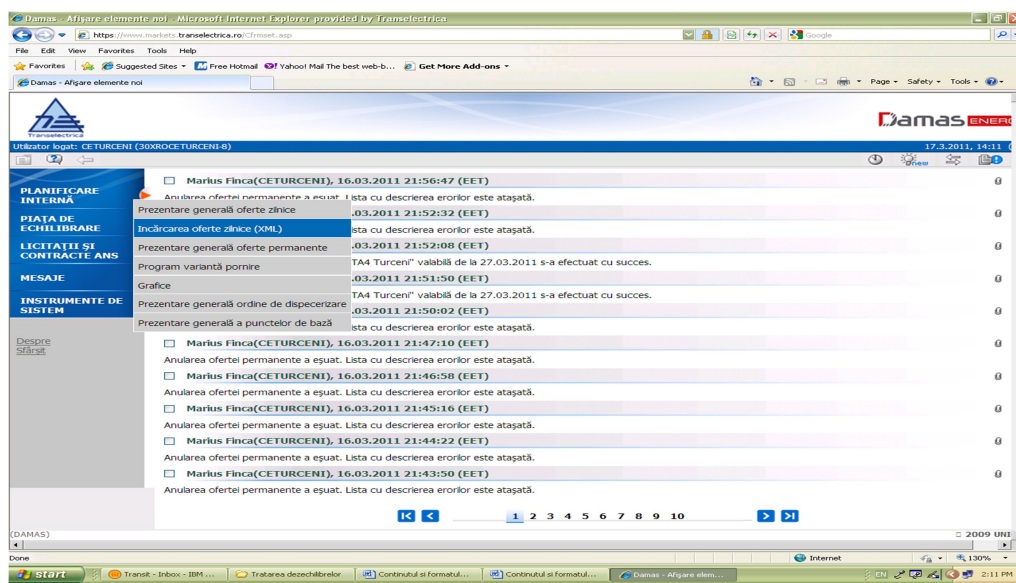 Damas - Afişare elemente noi - Microsoft Internet Explorer provided by Transelectrica
https://www.markets.transelectrica.ro/Cfrmset.asp
Google
File Edit View Favorites Tools Help
Favorites Suggested Sites Free Hotmail Yahoo! Mail The best web-b... Get More Add-ons
Damas - Afişare elemente noi
Page Safety Tools
Transelectrica
Damas ENERG
Utilizator logat: CETURCENI (30XROCETURCENI-8) 17.3.2011, 14:11 (
new
PLANIFICARE INTERNĂ
PIAŢA DE ECHILIBRARE
LICITAŢII ŞI CONTRACTE ANS
MESAJE
INSTRUMENTE DE SISTEM
Despre
Sfârşit
Prezentare generală oferte zilnice
Incărcarea oferte zilnice (XML)
Prezentare generală oferte permanente
Program variantă pornire
Grafice
Prezentare generală ordine de dispecerizare
Prezentare generală a punctelor de bază
Marius Finca(CETURCENI), 16.03.2011 21:56:47 (EET)
Anularea ofertei permanente a eşuat. Lista cu descrierea erorilor este ataşată.
.03.2011 21:52:32 (EET)
ista cu descrierea erorilor este ataşată.
.03.2011 21:52:08 (EET)
TA4 Turceni" valabilă de la 27.03.2011 s-a efectuat cu succes.
.03.2011 21:51:50 (EET)
TA4 Turceni" valabilă de la 27.03.2011 s-a efectuat cu succes.
.03.2011 21:50:02 (EET)
ista cu descrierea erorilor este ataşată.
Marius Finca(CETURCENI), 16.03.2011 21:47:10 (EET)
Anularea ofertei permanente a eşuat. Lista cu descrierea erorilor este ataşată.
Marius Finca(CETURCENI), 16.03.2011 21:46:58 (EET)
Anularea ofertei permanente a eşuat. Lista cu descrierea erorilor este ataşată.
Marius Finca(CETURCENI), 16.03.2011 21:45:16 (EET)
Anularea ofertei permanente a eşuat. Lista cu descrierea erorilor este ataşată.
Marius Finca(CETURCENI), 16.03.2011 21:44:22 (EET)
Anularea ofertei permanente a eşuat. Lista cu descrierea erorilor este ataşată.
Marius Finca(CETURCENI), 16.03.2011 21:43:50 (EET)
Anularea ofertei permanente a eşuat. Lista cu descrierea erorilor este ataşată.
1 2 3 4 5 6 7 8 9 10
(DAMAS) 2009 UNI
Done Internet 130%
start Transit - Inbox - IBM ... Tratarea dezechilibrelor Continutul si formatul... Continutul si formatul... Damas - Afişare elem... EN 2:11 PM